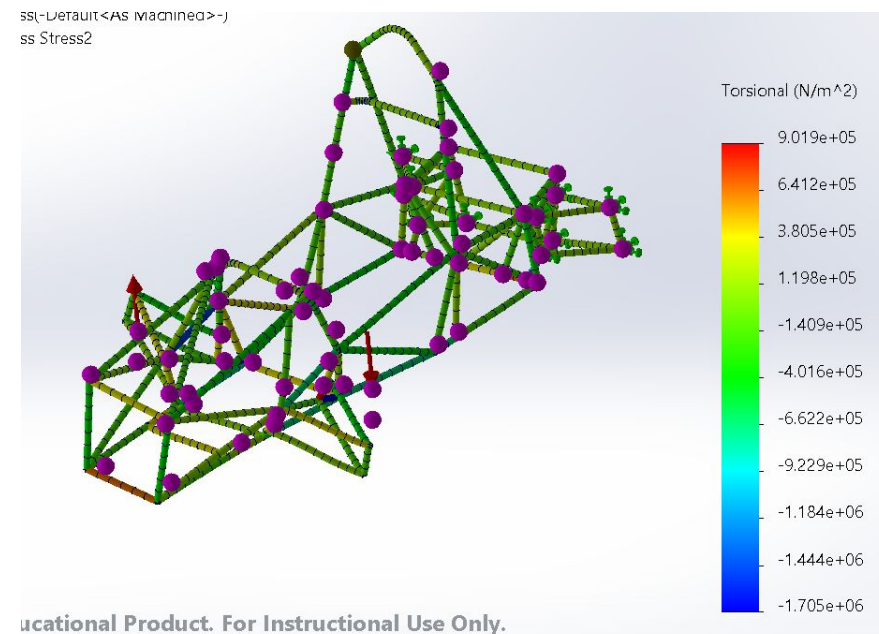 ss(-Default<As Machined>-)
ss Stress2
Torsional (N/m^2)
9.019e+05
6.412e+05
3.805e+05
1.198e+05
-1.409e+05
-4.016e+05
-6.622e+05
-9.229e+05
-1.184e+06
-1.444e+06
-1.705e+06
ucational Product. For Instructional Use Only.